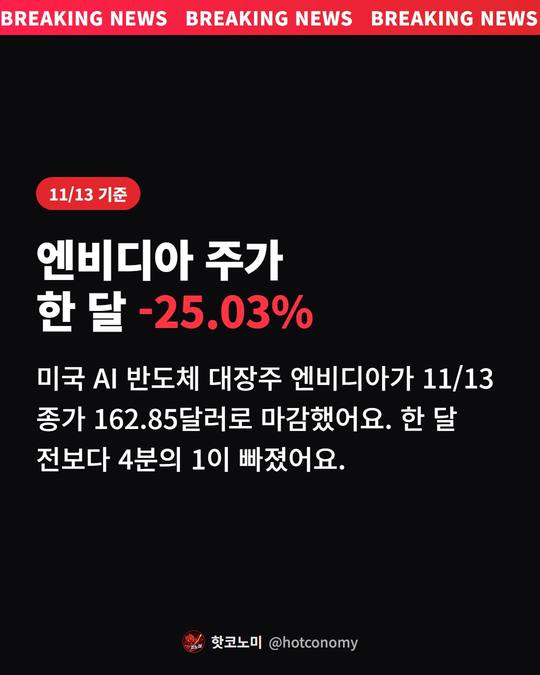 BREAKING NEWS BREAKING NEWS BREAKING NEWS
11/13 기준
엔비디아 주가
한 달 -25.03%
미국 AI 반도체 대장주 엔비디아가 11/13
종가 162.85달러로 마감했어요. 한 달
전보다 4분의 1이 빠졌어요.
핫코노미 @hotconomy